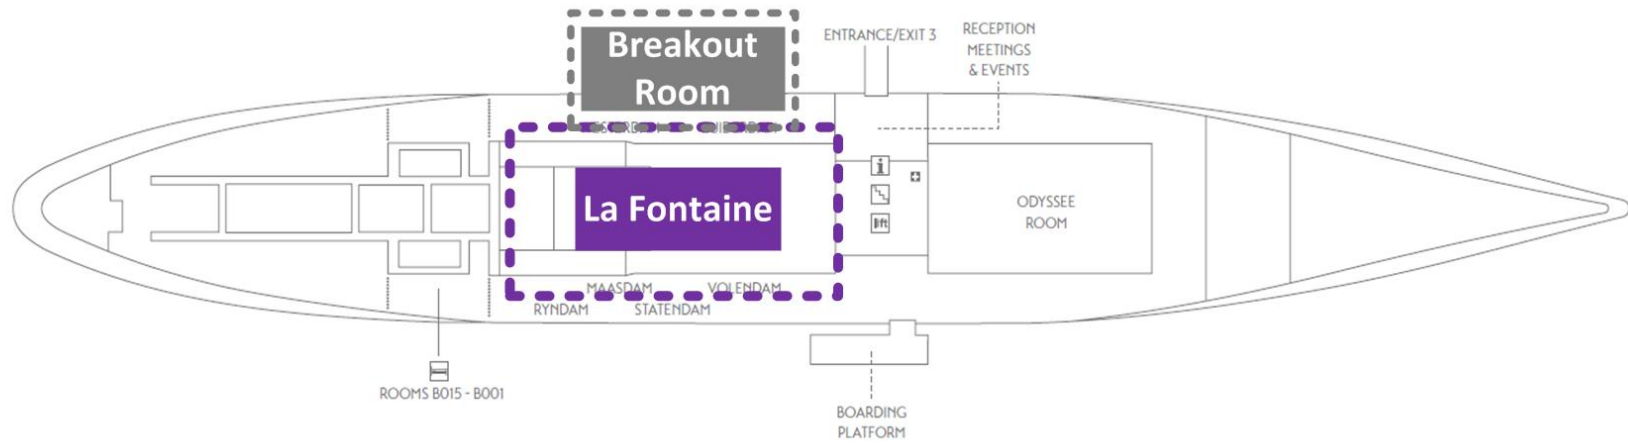 Breakout
Room
ENTRANCE/EXIT 3
RECEPTION
MEETINGS
& EVENTS
La Fontaine
lift
ODYSSEE
ROOM
MAASDAM
VOLENDAM
RYNDAM
STATENDAM
ROOMS B015 - B001
BOARDING
PLATFORM